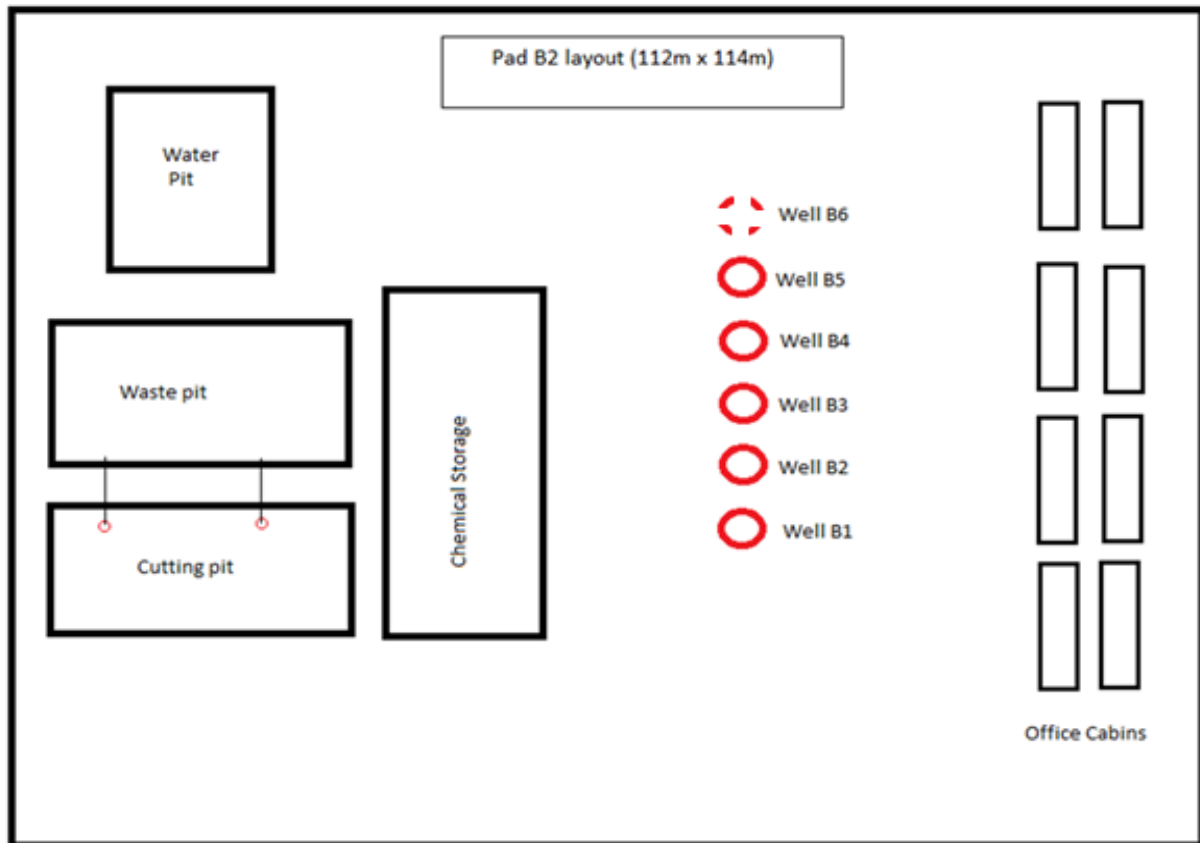 Pad B2 layout (112m x 114m)
Water
Pit
Well B6
Well B5
Well B4
Waste pit
Well B3
Chemical Storage
Well B2
Well B1
Cutting pit
Office Cabins